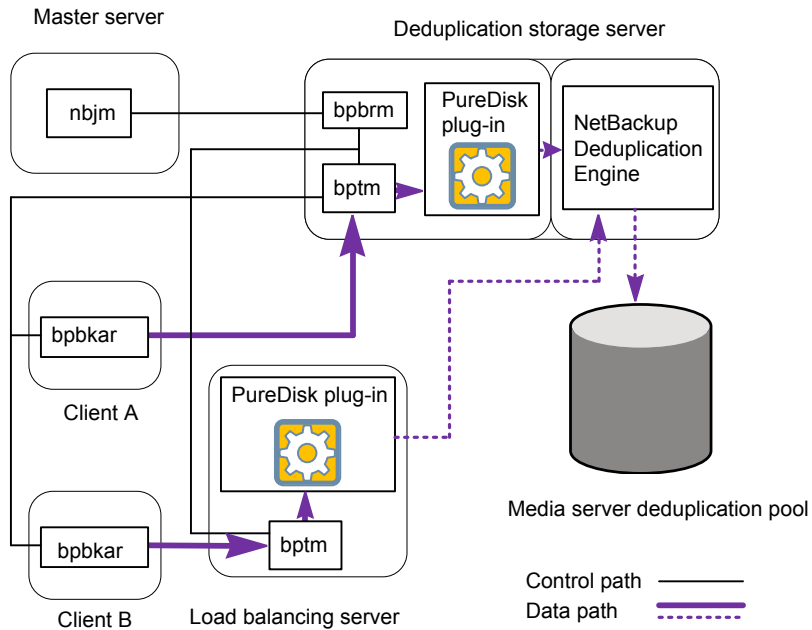 Master server
Deduplication storage server
nbjm
bpbrm
PureDisk
plug-in
NetBackup
Deduplication
Engine
bptm
bpbkar
Client A
PureDisk plug-in
Media server deduplication pool
bptm
bpbkar
Client B
Load balancing server
Control path
Data path